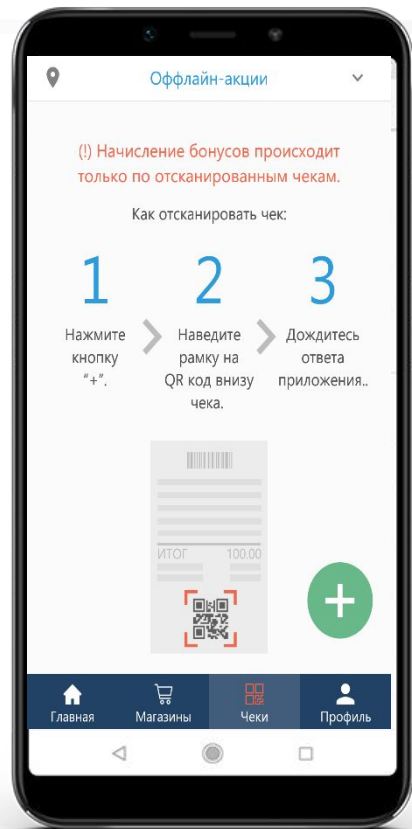 Оффлайн-акции
(!) Начисление бонусов происходит
только по отсканированным чекам.
Как отсканировать чек:
1 2 3
Нажмите Наведите Дождитесь
кнопку рамку на ответа
"+". QR код внизу приложения..
чека.
ИТОГ 100.00
+
Главная Магазины Чеки Профиль